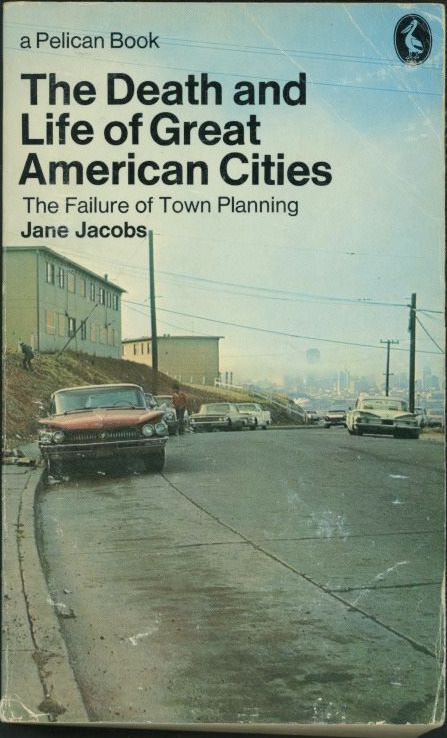 a Pelican Book
The Death and
Life of Great
American Cities
The Failure of Town Planning
Jane Jacobs